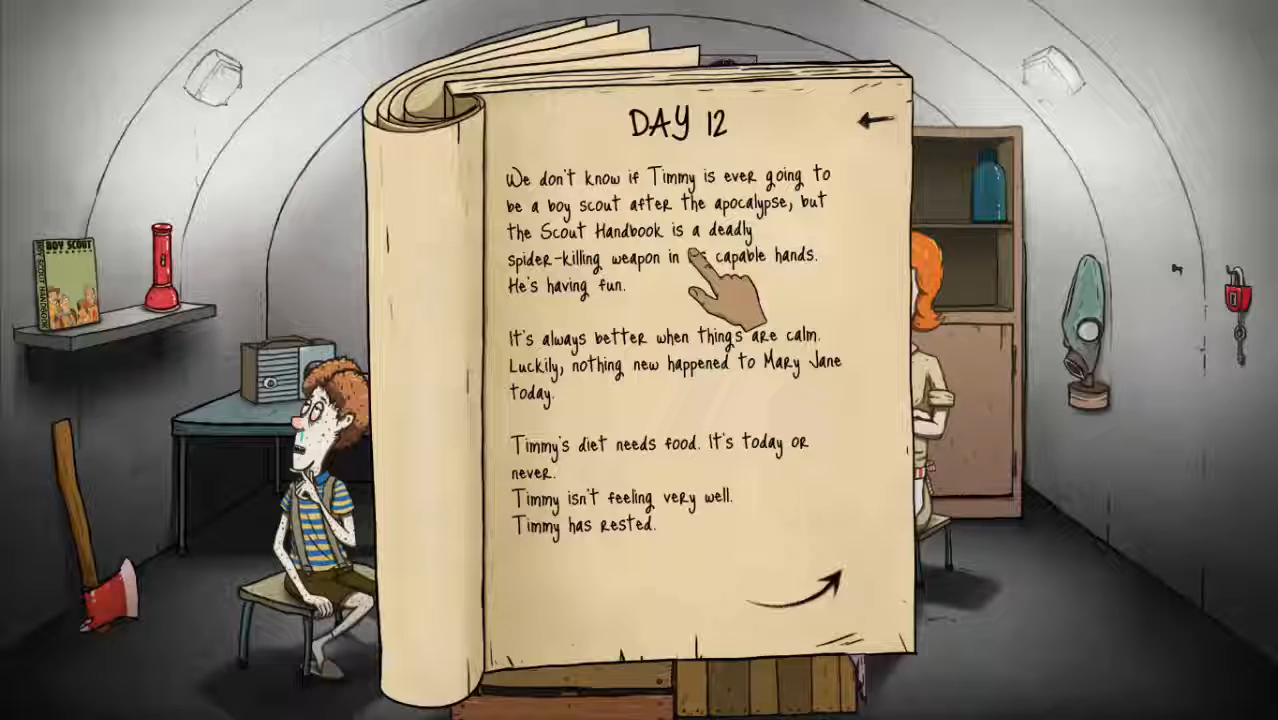 DAY 12
We don't know if Timmy is ever going to
be a boy scout after the apocalypse, but
the Scout Handbook is a deadly
spider-killing weapon in capable hands.
He's having fun.
It's always better when things are calm.
Luckily, nothing new happened to Mary Jane
today.
Timmy's diet needs food. It's today or
never.
Timmy isn't feeling very well.
Timmy has rested.
BOY SCOUT
BOY SCOUT HANDBOOK